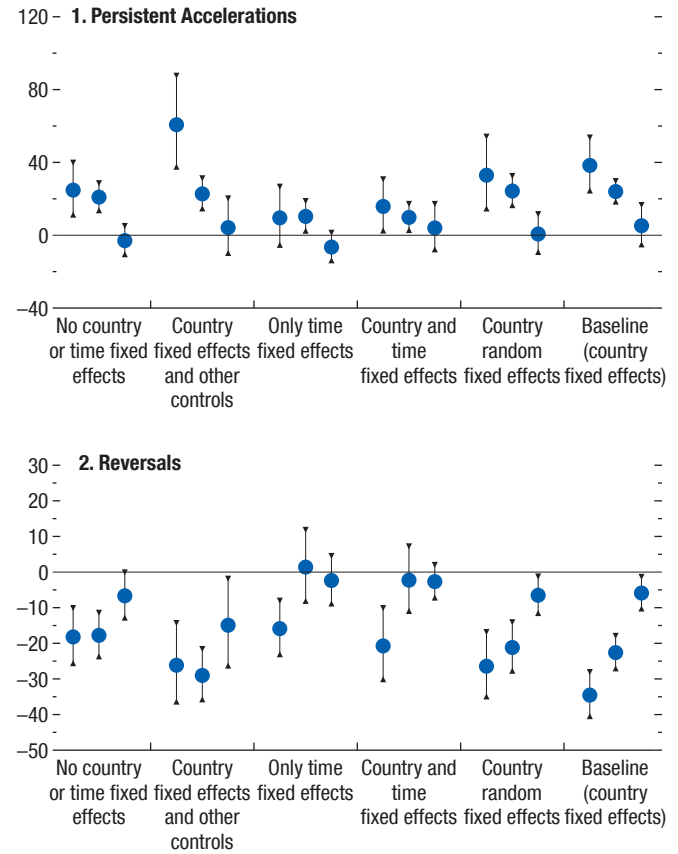 1. Persistent Accelerations
120
80
40
0
–40
No country or time fixed effects
Country fixed effects and other controls
Only time fixed effects
Country and time fixed effects
Country random fixed effects
Baseline (country fixed effects)
2. Reversals
30
20
10
0
–10
–20
–30
–40
–50
No country or time fixed effects
Country fixed effects and other controls
Only time fixed effects
Country and time fixed effects
Country random fixed effects
Baseline (country fixed effects)